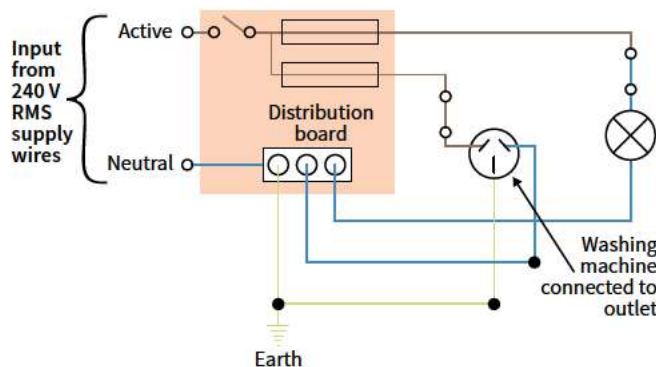 Input
from
240 V
RMS
supply
wires
Active
Distribution
board
Neutral
Washing
machine
connected to
outlet
Earth